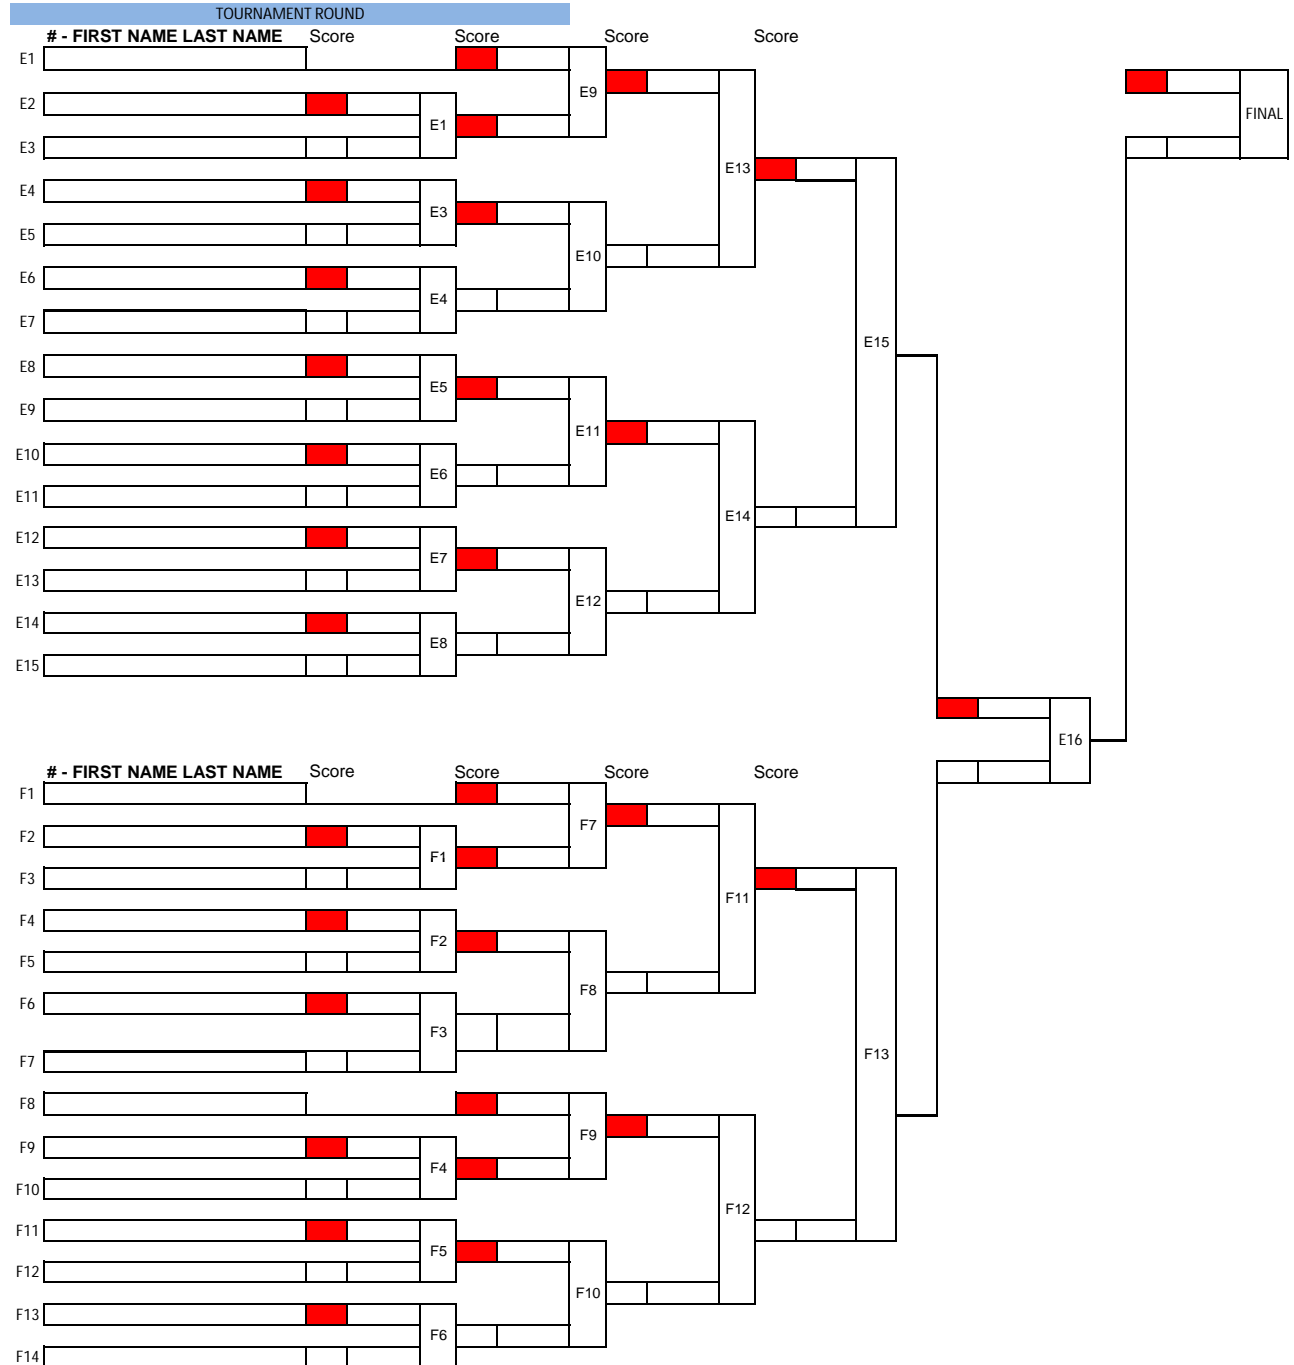 TOURNAMENT ROUND
# - FIRST NAME LAST NAME Score Score Score Score
E1
E9
E2
FINAL
E1
E3
E13
E4
E3
E5
E10
E6
E4
E7
E15
E8
E5
E9
E11
E10
E6
E11
E14
E12
E7
E13
E12
E14
E8
E15
E16
# - FIRST NAME LAST NAME Score Score Score Score
F1
F7
F2
F1
F3
F11
F4
F2
F5
F8
F6
F3
F13
F7
F8
F9
F9
F4
F10
F12
F11
F5
F12
F10
F13
F6
F14